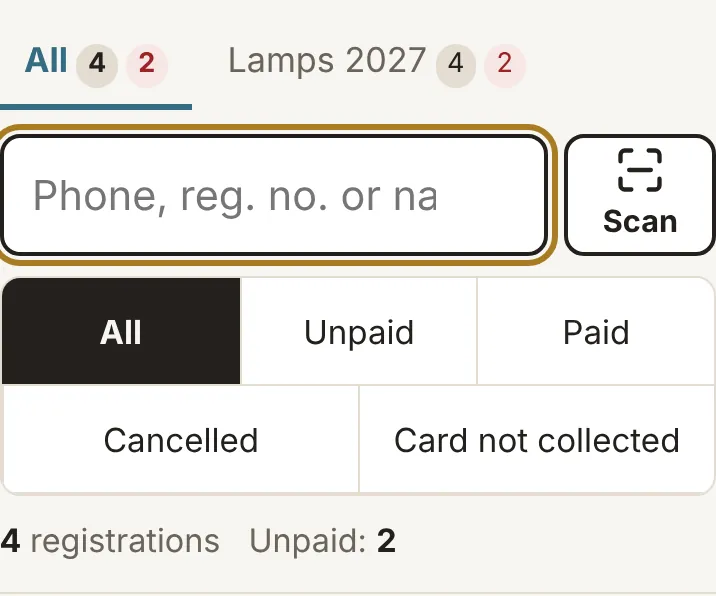 All 4 2 Lamps 2027 4 2
Phone, reg. no. or na
Scan
All Unpaid Paid
Cancelled Card not collected
4 registrations Unpaid: 2